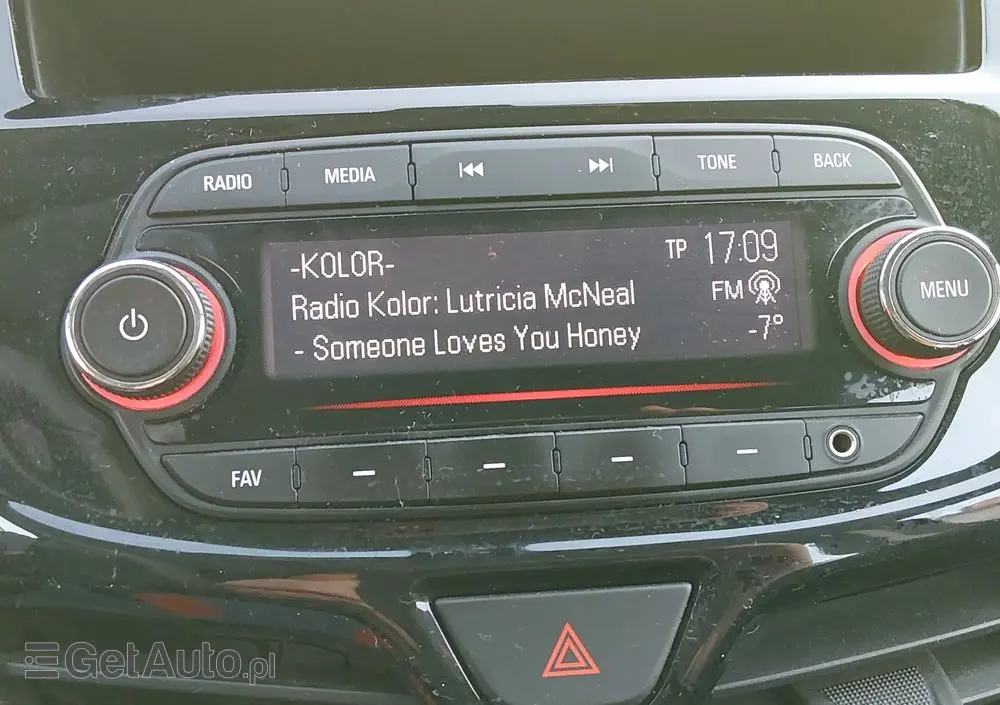 RADIO MEDIA TONE BACK
-KOLOR- TP 17:09
Radio Kolor: Lutricia McNeal FM
- Someone Loves You Honey -7°
MENU
FAV
GetAuto.pl